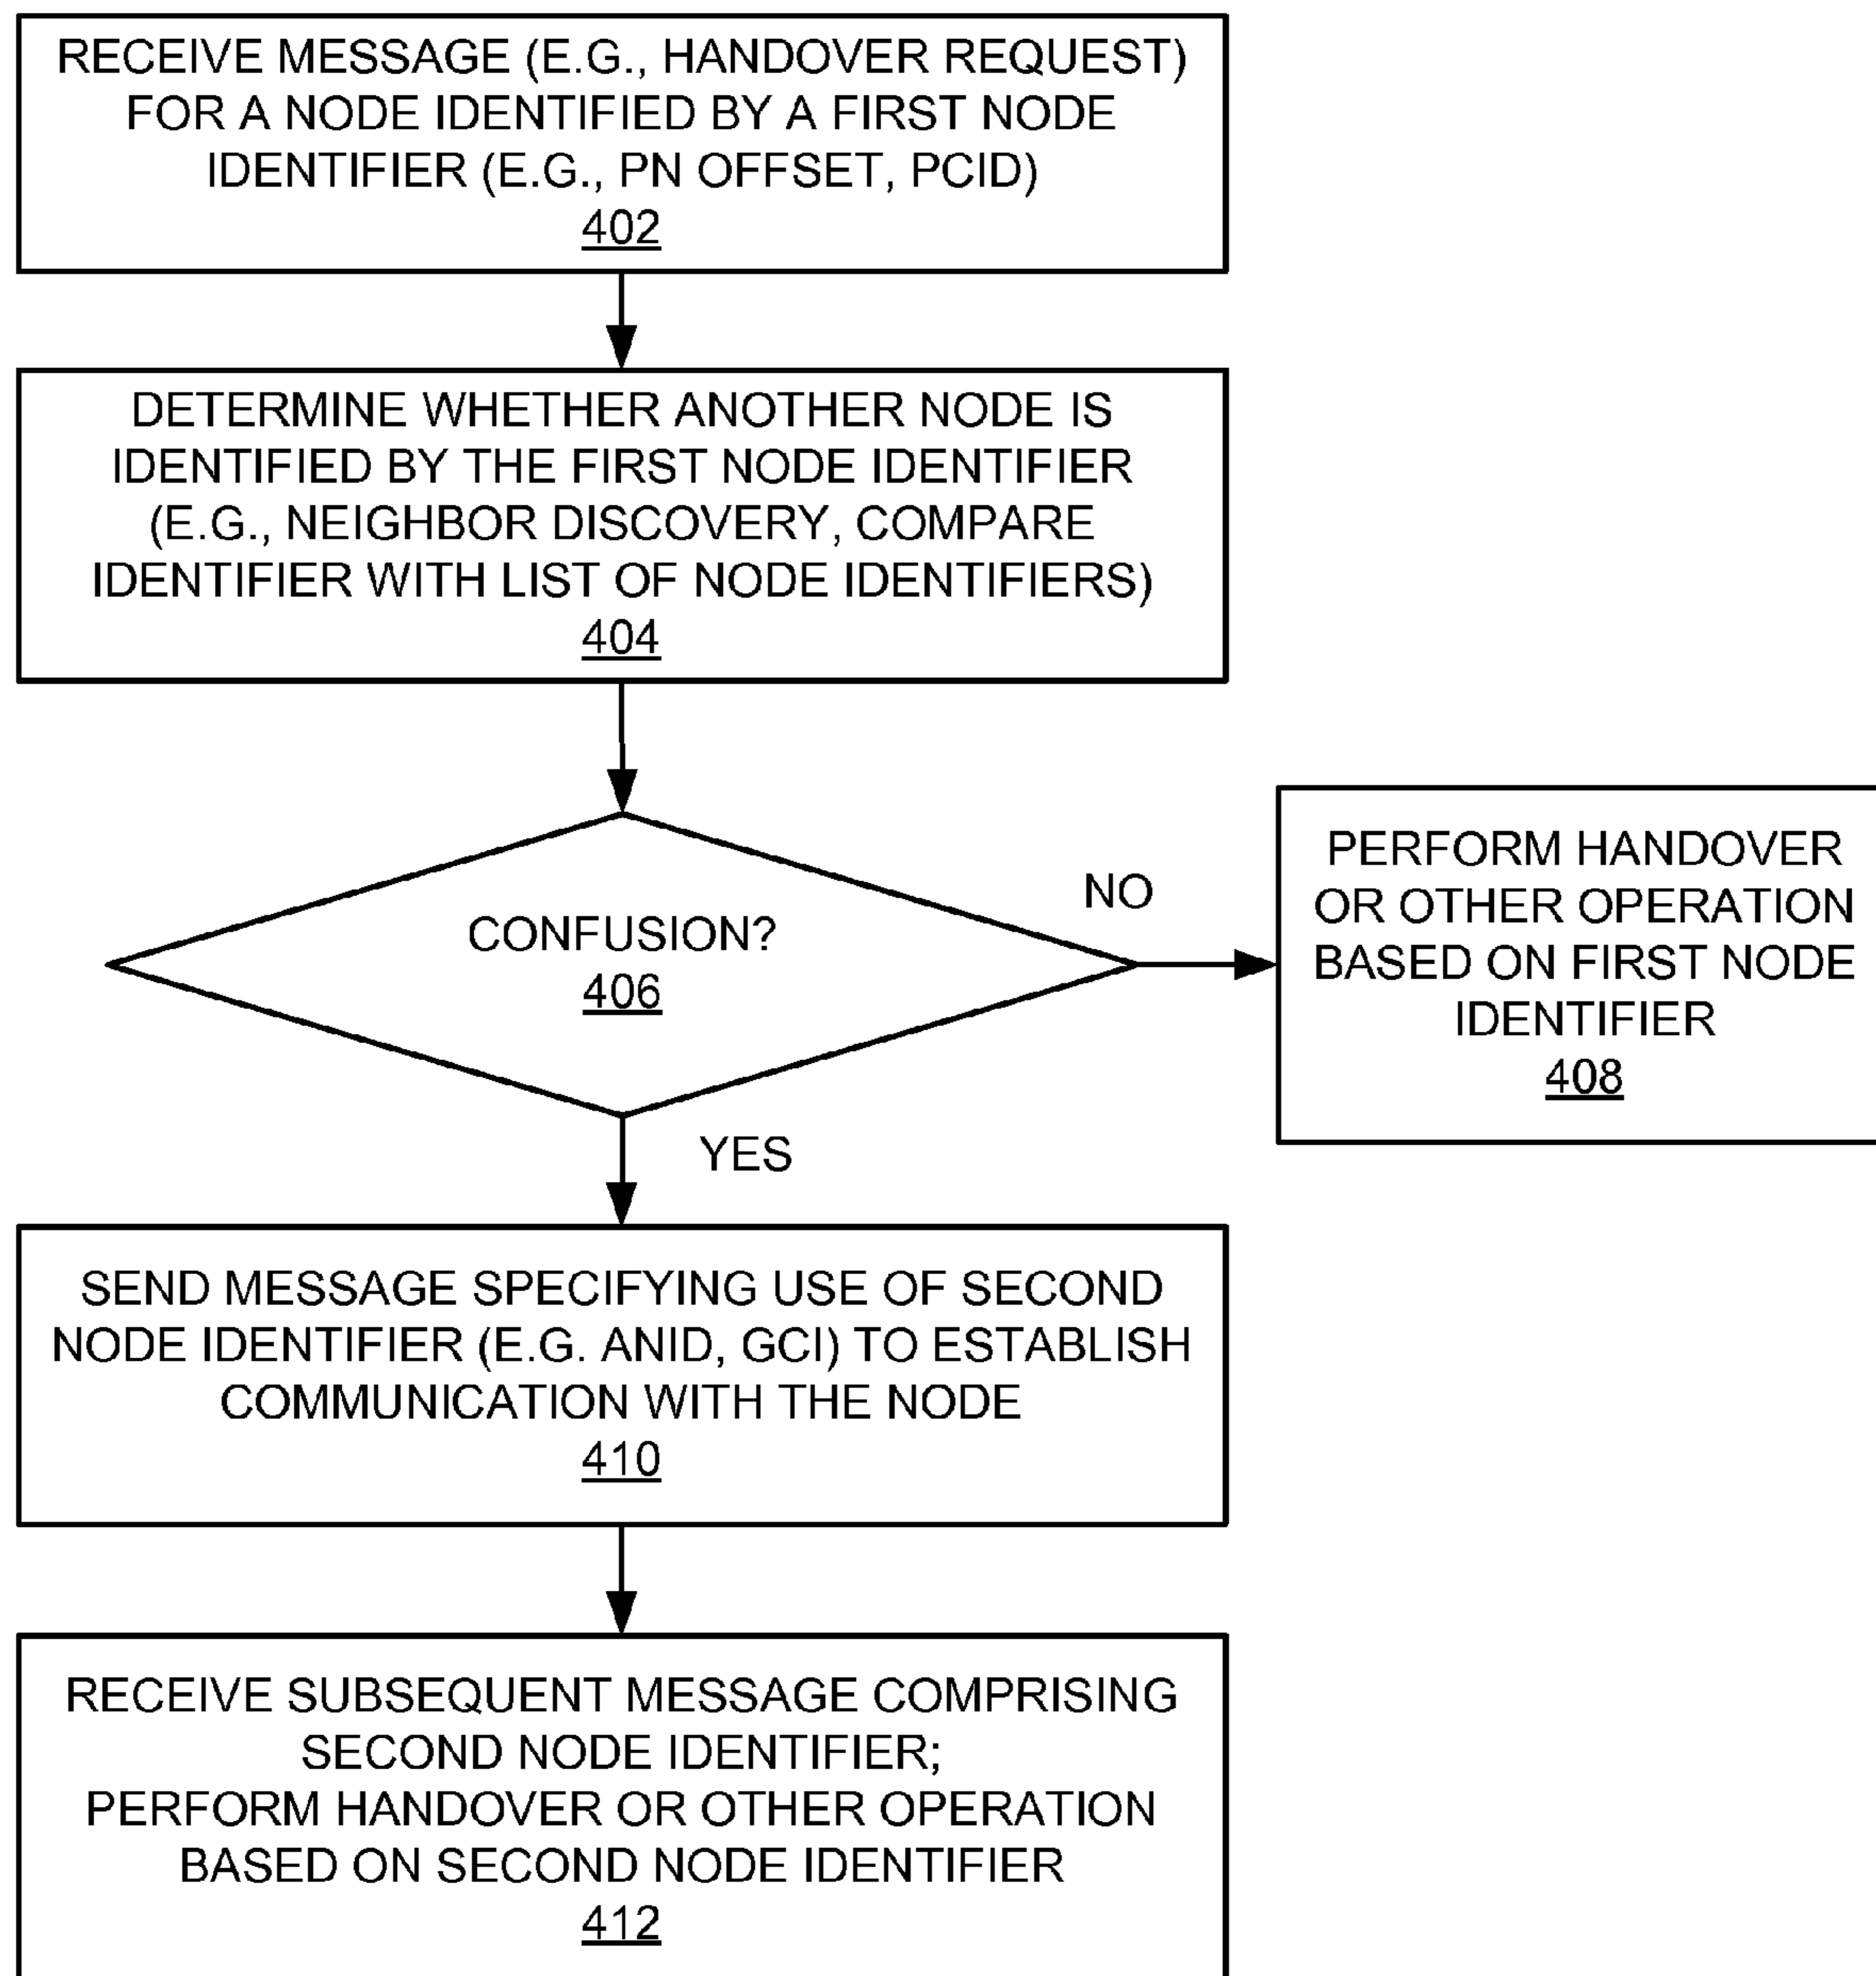 RECEIVE MESSAGE (E.G., HANDOVER REQUEST)
FOR A NODE IDENTIFIED BY A FIRST NODE
IDENTIFIER (E.G., PN OFFSET, PCID)
402
DETERMINE WHETHER ANOTHER NODE IS
IDENTIFIED BY THE FIRST NODE IDENTIFIER
(E.G., NEIGHBOR DISCOVERY, COMPARE
IDENTIFIER WITH LIST OF NODE IDENTIFIERS)
404
CONFUSION?
406
NO
PERFORM HANDOVER
OR OTHER OPERATION
BASED ON FIRST NODE
IDENTIFIER
408
YES
SEND MESSAGE SPECIFYING USE OF SECOND
NODE IDENTIFIER (E.G. ANID, GCI) TO ESTABLISH
COMMUNICATION WITH THE NODE
410
RECEIVE SUBSEQUENT MESSAGE COMPRISING
SECOND NODE IDENTIFIER;
PERFORM HANDOVER OR OTHER OPERATION
BASED ON SECOND NODE IDENTIFIER
412